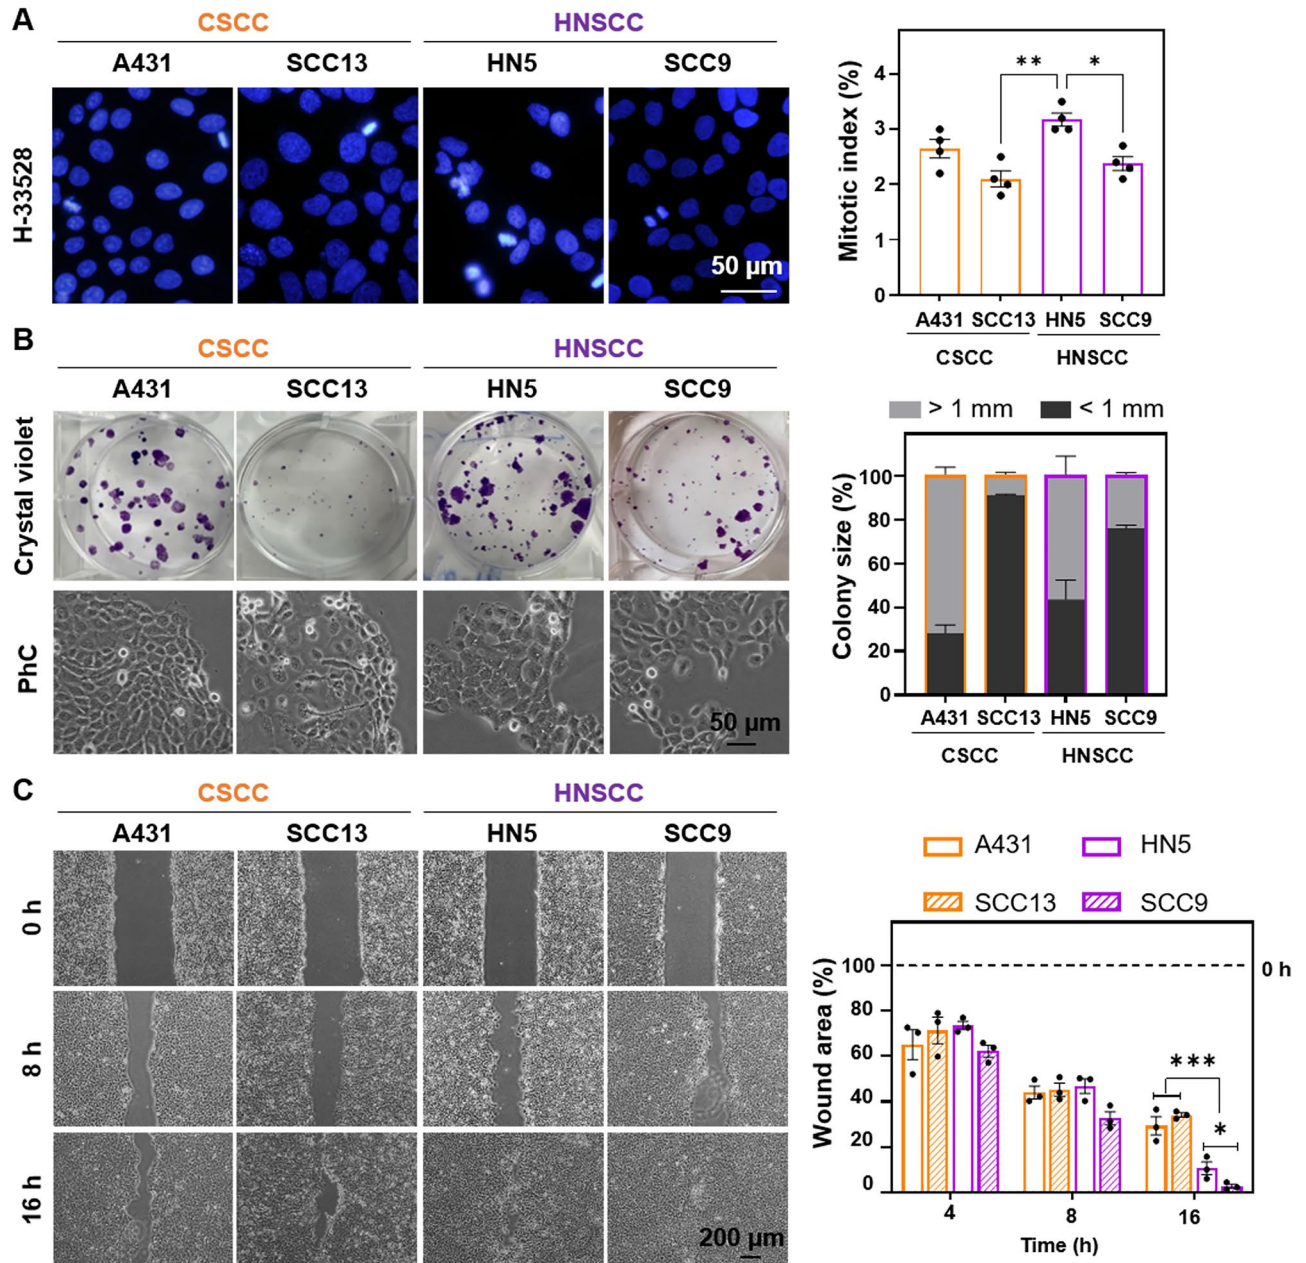 A
CSCC HNSCC
A431 SCC13 HN5 SCC9
H-33528
50 µm
Mitotic index (%)
4
3
2
1
0
** *
A431 SCC13 HN5 SCC9
CSCC HNSCC
B
CSCC HNSCC
A431 SCC13 HN5 SCC9
Crystal violet
PhC
50 µm
> 1 mm < 1 mm
Colony size (%)
100
80
60
40
20
0
A431 SCC13 HN5 SCC9
CSCC HNSCC
C
CSCC HNSCC
A431 SCC13 HN5 SCC9
0 h
8 h
16 h
200 µm
A431 HN5
SCC13 SCC9
Wound area (%)
100
80
60
40
20
0
0 h
***
*
4 8 16
Time (h)